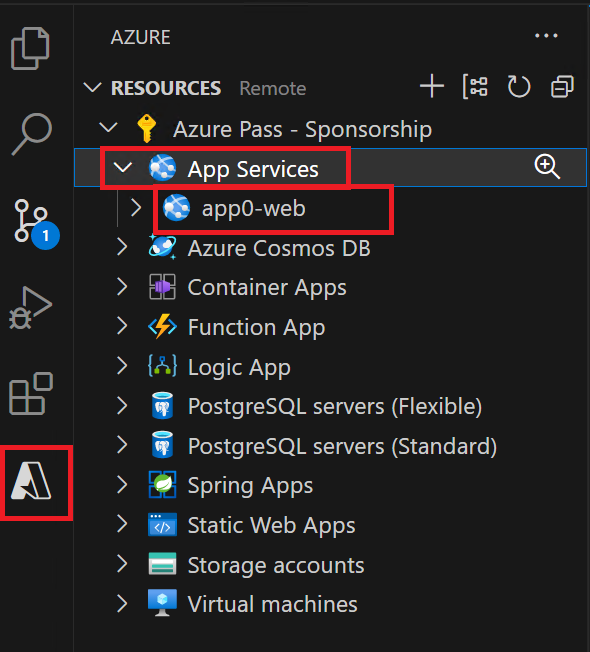 AZURE
RESOURCES Remote
Azure Pass - Sponsorship
App Services
app0-web
1
Azure Cosmos DB
Container Apps
Function App
Logic App
PostgreSQL servers (Flexible)
PostgreSQL servers (Standard)
Spring Apps
Static Web Apps
Storage accounts
Virtual machines